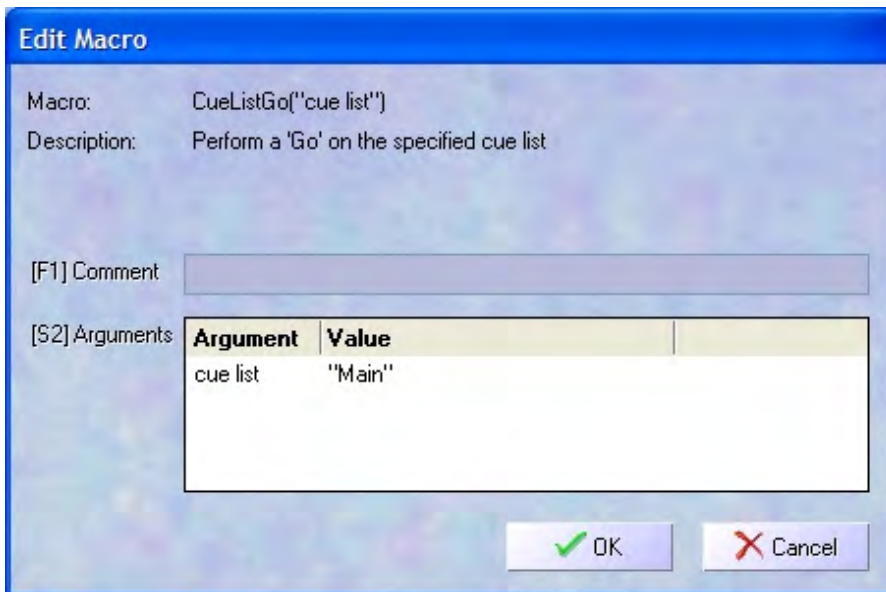 Edit Macro
Macro: CueListGo("cue list")
Description: Perform a 'Go' on the specified cue list
[F1] Comment
[S2] Arguments
Argument Value
cue list "Main"
OK Cancel